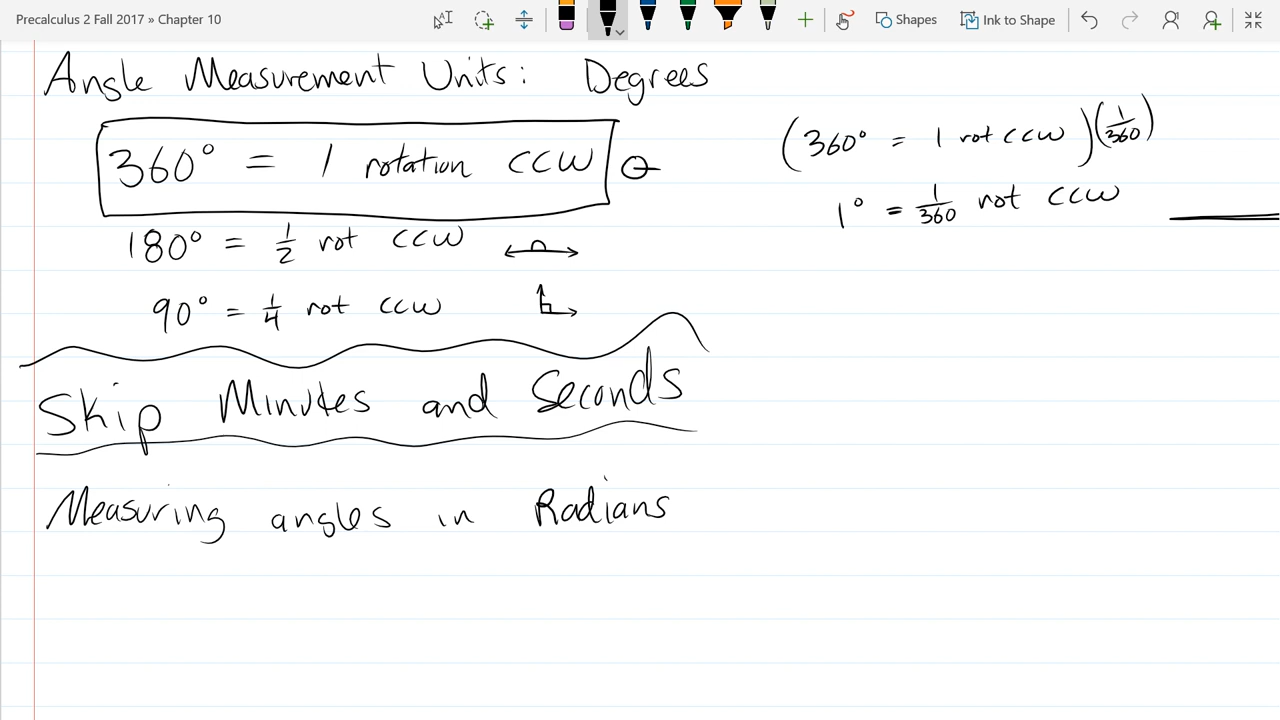 Precalculus 2 Fall 2017 » Chapter 10
Shapes
Ink to Shape
Angle Measurement Units: Degrees
360° = 1 rotation CCW
180° = 1/2 rot CCW
90° = 1/4 rot CCW
(360° = 1 rot CCW)(1/360)
1° = 1/360 rot CCW
Skip Minutes and Seconds
Measuring angles in Radians